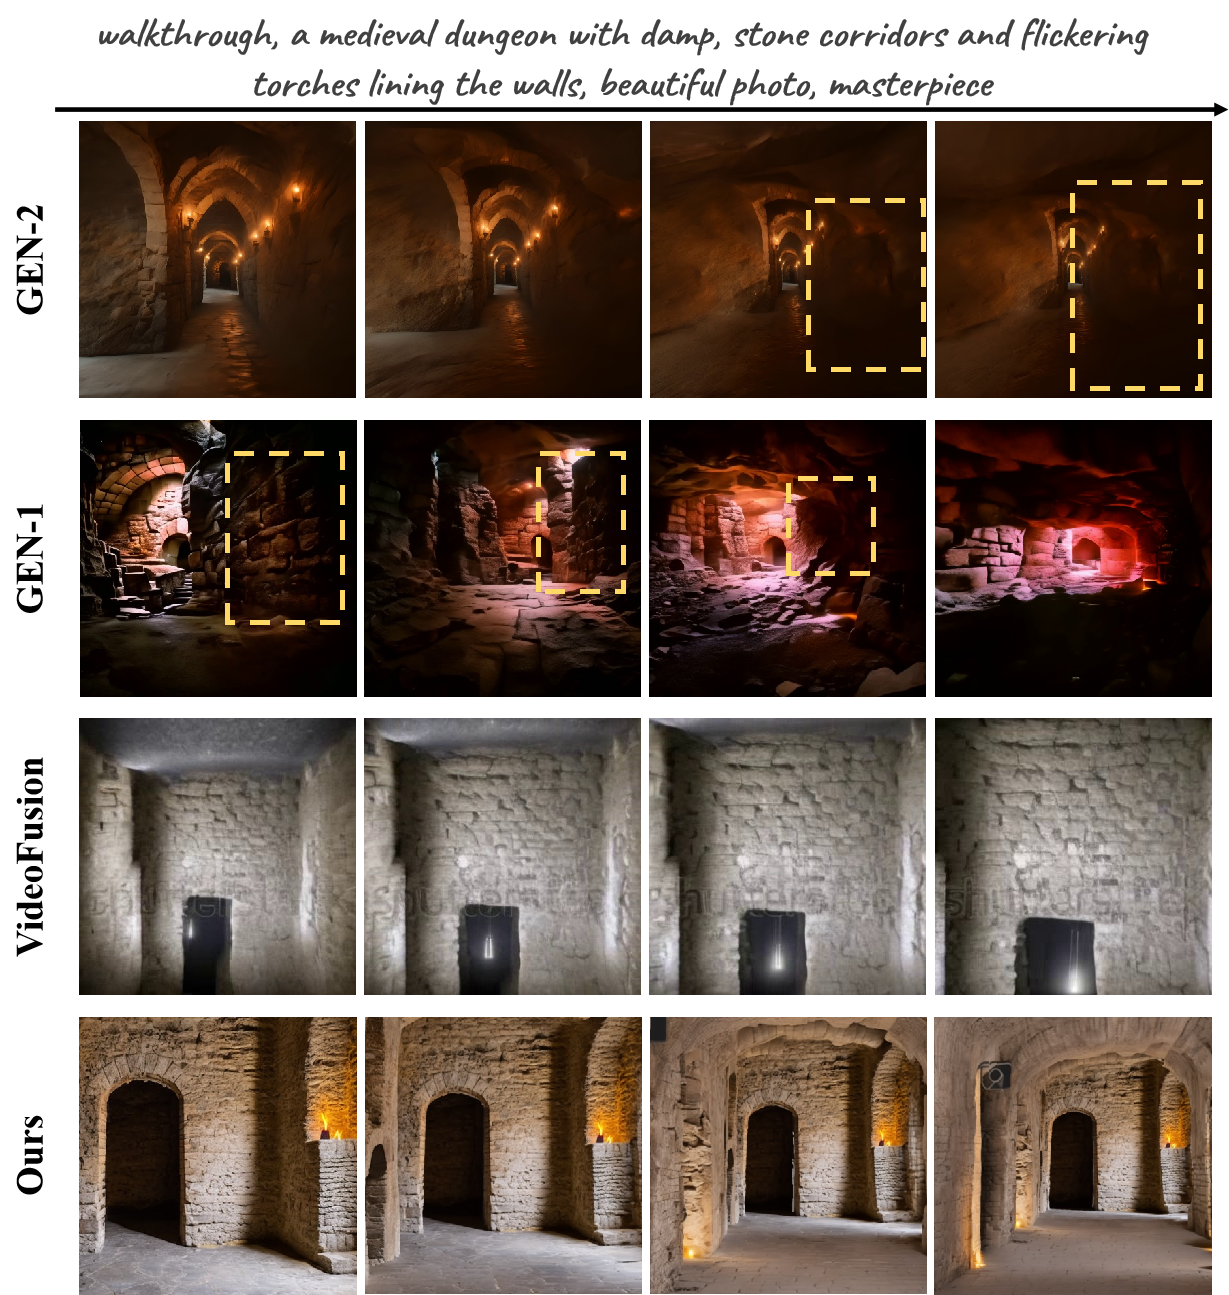 walkthrough, a medieval dungeon with damp, stone corridors and flickering
torches lining the walls, beautiful photo, masterpiece
GEN-2
GEN-1
VideoFusion
Ours